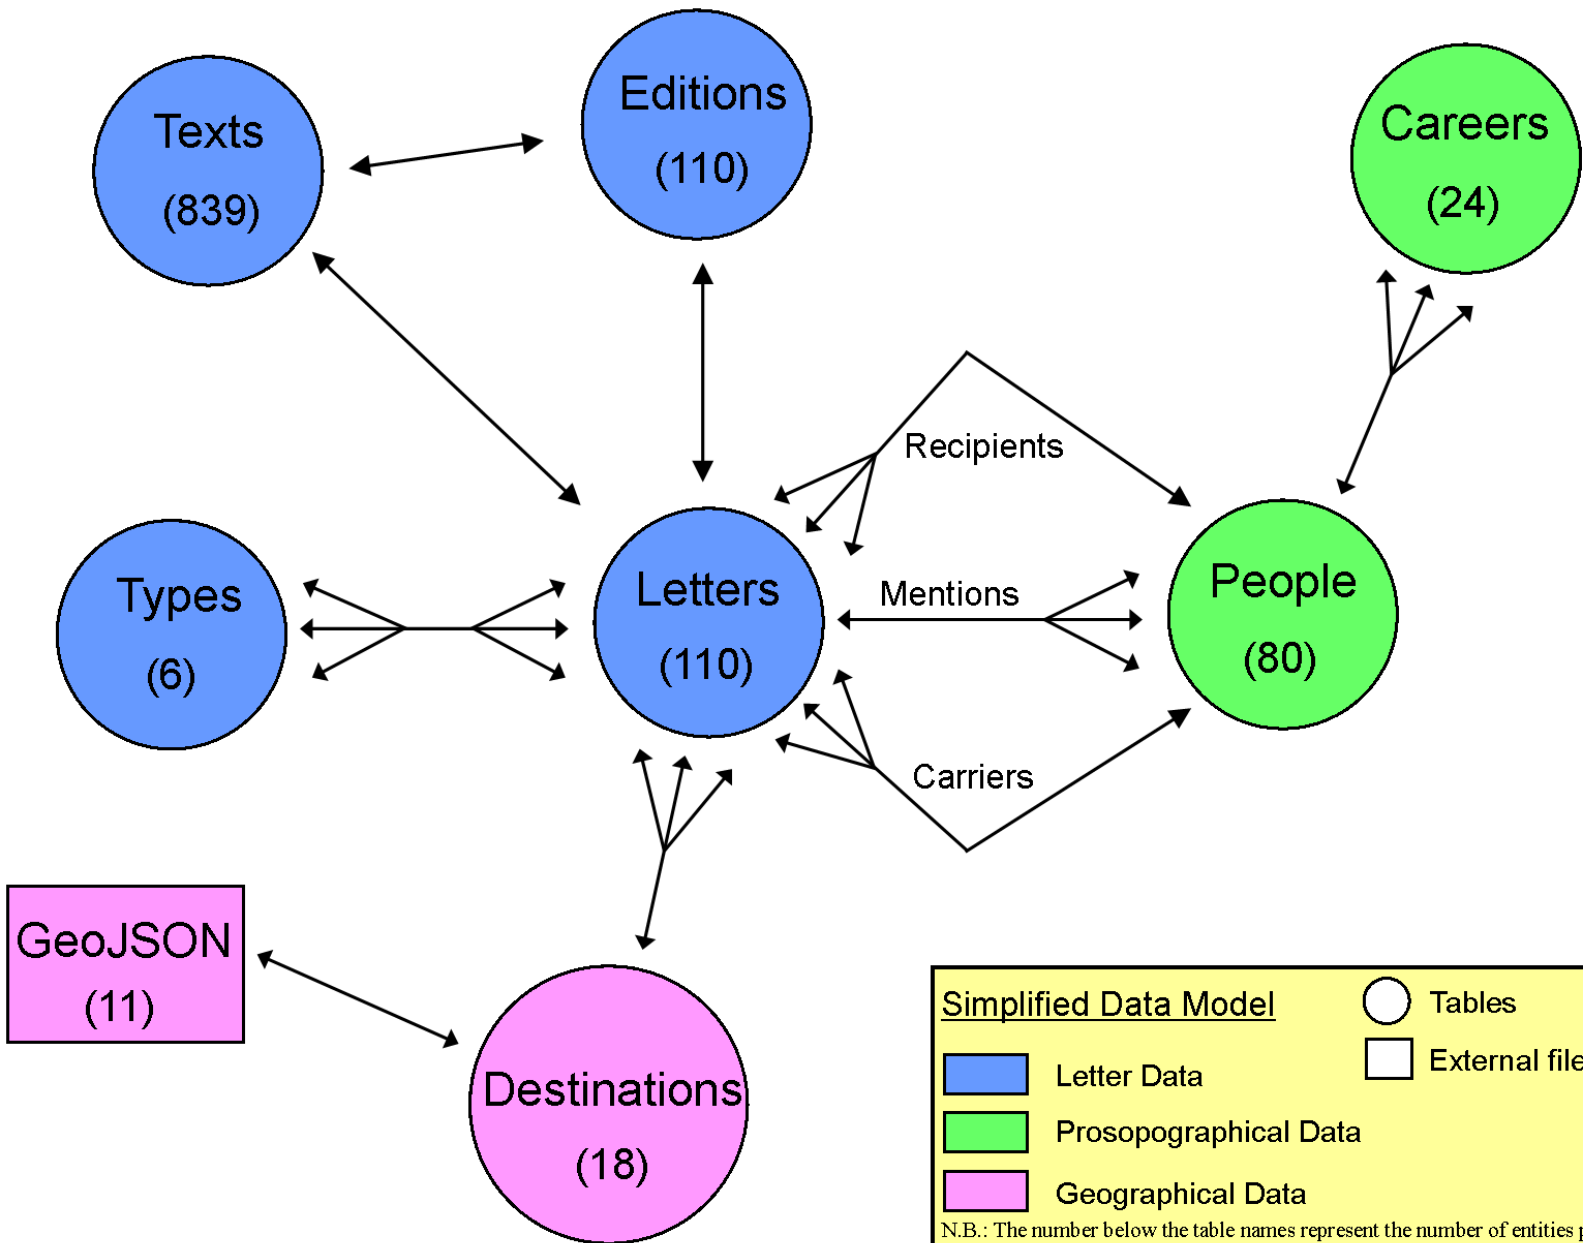 Texts
(839)
Editions
(110)
Careers
(24)
Recipients
Types
(6)
Letters
(110)
Mentions
People
(80)
Carriers
GeoJSON
(11)
Destinations
(18)
Simplified Data Model
Tables
External file
Letter Data
Prosopographical Data
Geographical Data
N.B.: The number below the table names represent the number of entities